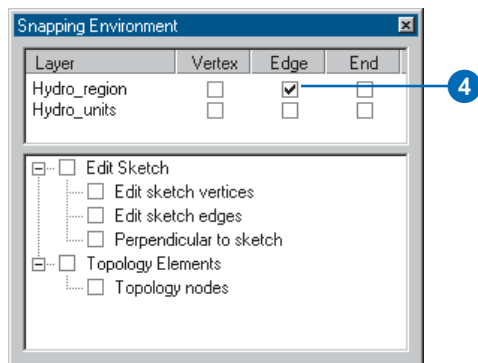 Snapping Environment
Layer Vertex Edge End
Hydro_region
4
Hydro_units
Edit Sketch
Edit sketch vertices
Edit sketch edges
Perpendicular to sketch
Topology Elements
Topology nodes